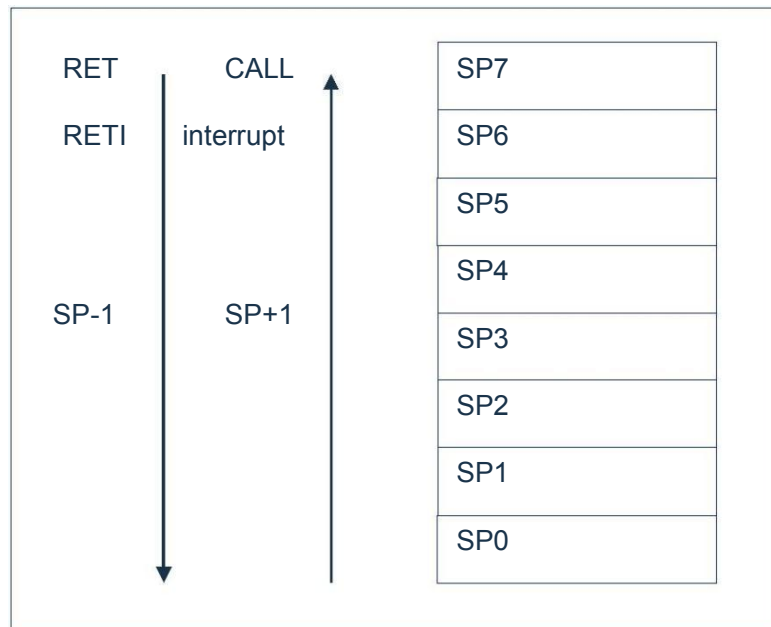 RET CALL SP7
RETI interrupt SP6
SP5
SP4
SP-1 SP+1
SP3
SP2
SP1
SP0